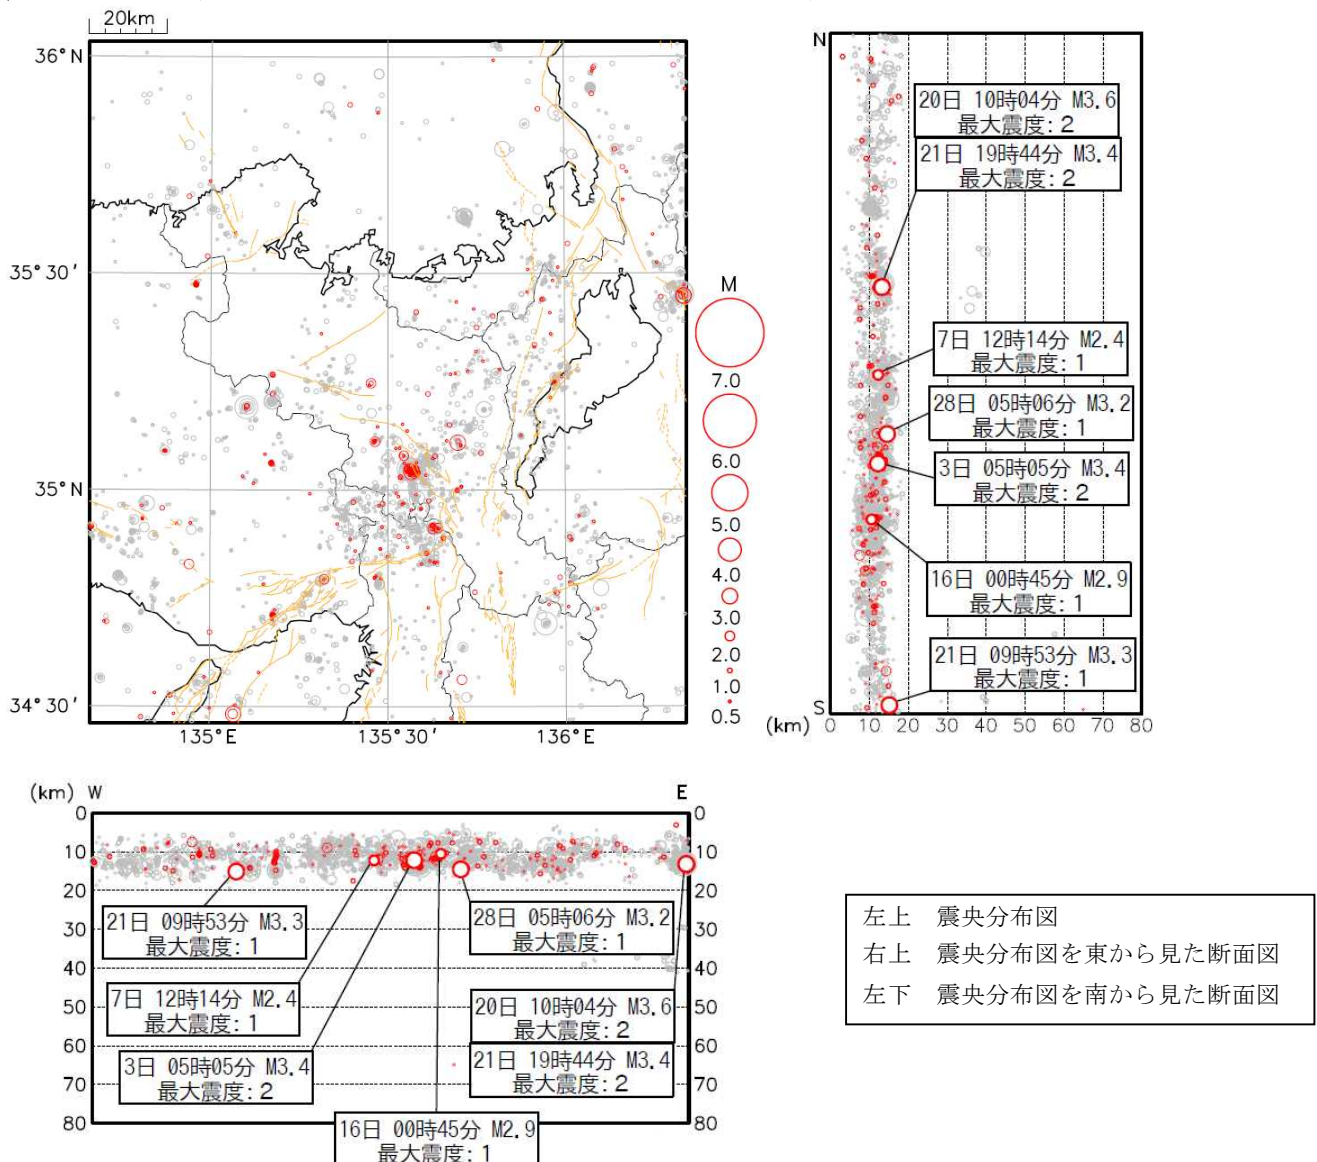 20km
36°N
35°30′
35°N
34°30′
135°E
135°30′
136°E
M
7.0
6.0
5.0
4.0
3.0
2.0
1.0
0.5
N
20日 10時04分 M3.6
最大震度: 2
21日 19時44分 M3.4
最大震度: 2
7日 12時14分 M2.4
最大震度: 1
28日 05時06分 M3.2
最大震度: 1
3日 05時05分 M3.4
最大震度: 2
16日 00時45分 M2.9
最大震度: 1
21日 09時53分 M3.3
最大震度: 1
S
(km) 0 10 20 30 40 50 60 70 80
(km) W E
0 0
10 10
20 20
30 30
40 40
50 50
60 60
70 70
80 80
21日 09時53分 M3.3
最大震度: 1
28日 05時06分 M3.2
最大震度: 1
7日 12時14分 M2.4
最大震度: 1
20日 10時04分 M3.6
最大震度: 2
3日 05時05分 M3.4
最大震度: 2
21日 19時44分 M3.4
最大震度: 2
16日 00時45分 M2.9
最大震度: 1
左上 震央分布図
右上 震央分布図を東から見た断面図
左下 震央分布図を南から見た断面図